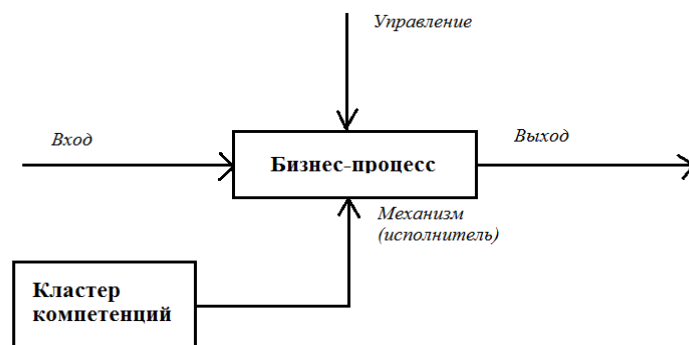 Управление
Вход
Выход
Бизнес-процесс
Механизм
(исполнитель)
Кластер
компетенций